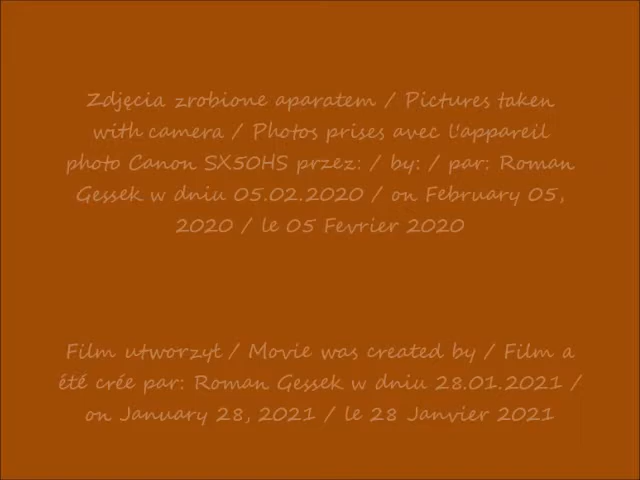 Zdjęcia zrobione aparatem / Pictures taken
with camera / Photos prises avec l'appareil
photo Canon SX50HS przez: / by: / par: Roman
Gessek w dniu 05.02.2020 / on February 05,
2020 / le 05 Fevrier 2020
Film utworzył / Movie was created by / Film a
été crée par: Roman Gessek w dniu 28.01.2021 /
on January 28, 2021 / le 28 Janvier 2021